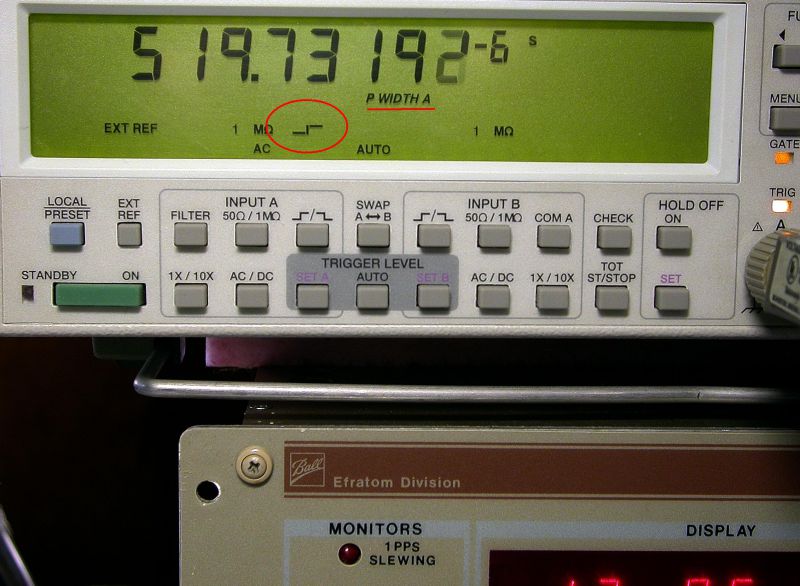 519.73192-6 s
P WIDTH A
EXT REF 1 MΩ 1 MΩ
AC AUTO
LOCAL
PRESET
EXT
REF
INPUT A
FILTER 50Ω / 1MΩ
SWAP
A ↔ B
INPUT B
50Ω / 1MΩ COM A
CHECK
HOLD OFF
ON
MENU
GATE
TRIG
A
STANDBY ON
1X / 10X AC / DC
TRIGGER LEVEL
SET A AUTO SET B
AC / DC 1X / 10X
TOT
ST/STOP
SET
Ball
Efratom Division
MONITORS
1 PPS
SLEWING
DISPLAY